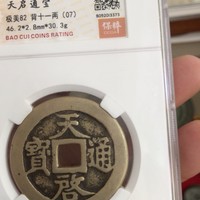 天启通宝
极美82 背十一两 (07)
46.2*2.8mm*30.3g
BAO CUI COINS RATING
保粹
天啓通寶